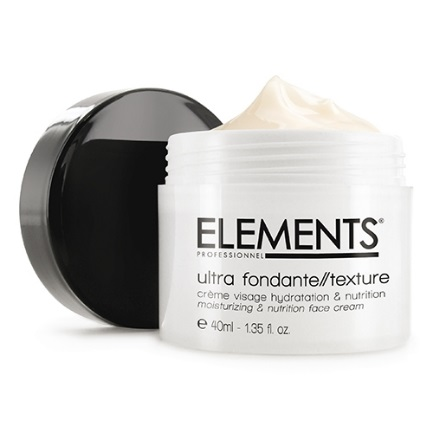 ELEMENTS®
PROFESSIONNEL
ultra fondante//texture
crème visage hydratation & nutrition
moisturizing & nutrition face cream
e 40ml - 1.35 fl. oz.